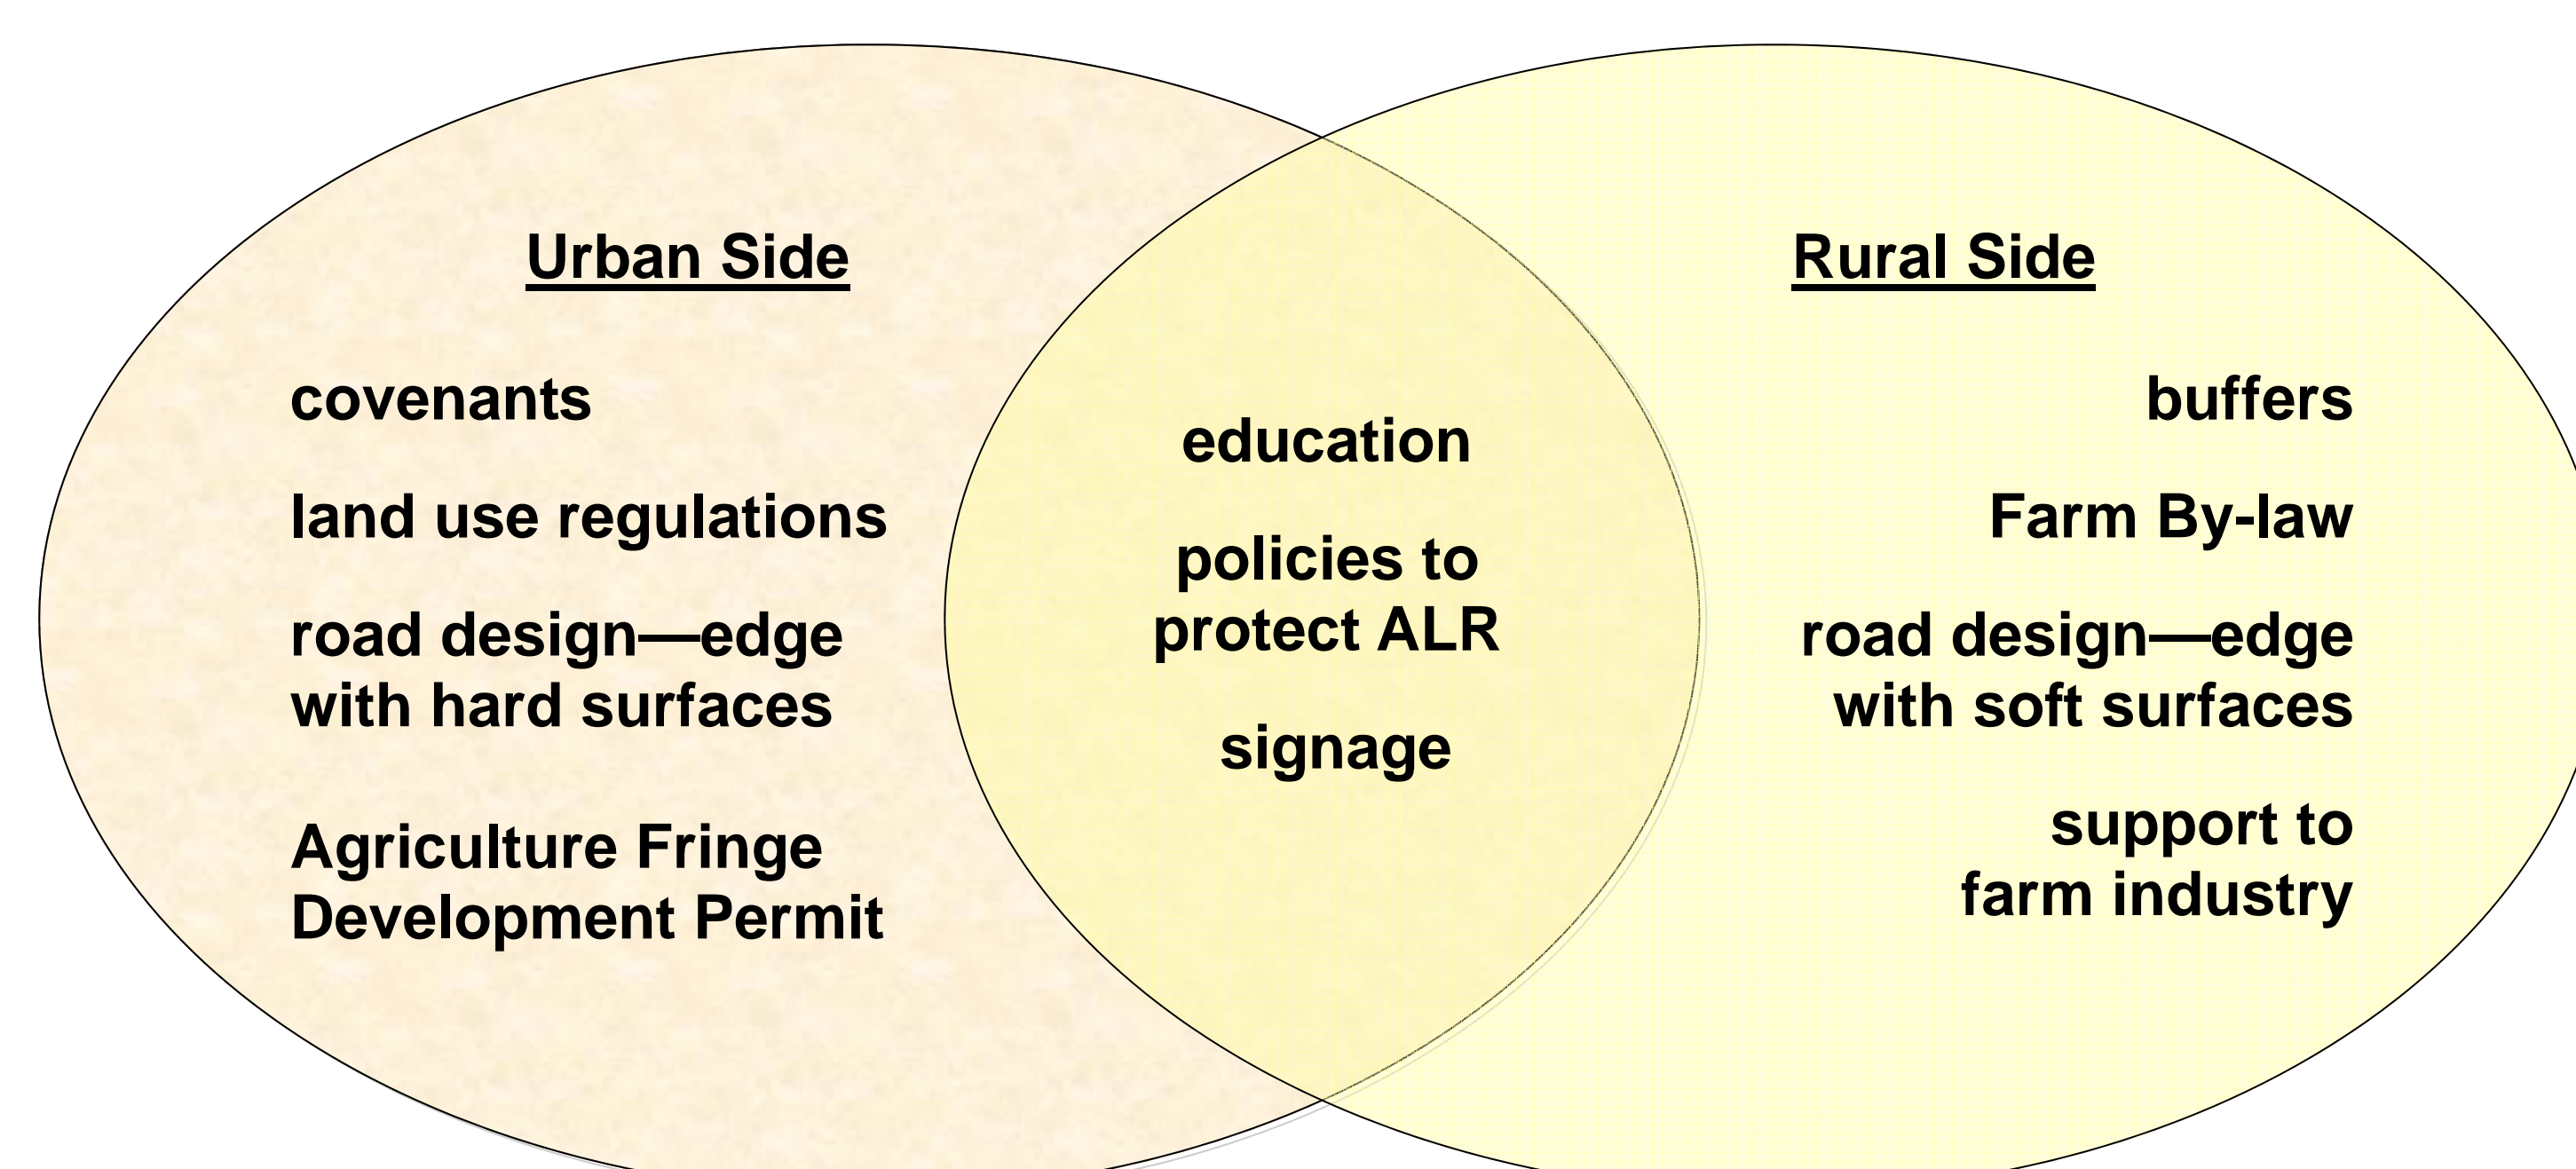 Urban Side
covenants
land use regulations
road design—edge
with hard surfaces
Agriculture Fringe
Development Permit
education
policies to
protect ALR
signage
Rural Side
buffers
Farm By-law
road design—edge
with soft surfaces
support to
farm industry